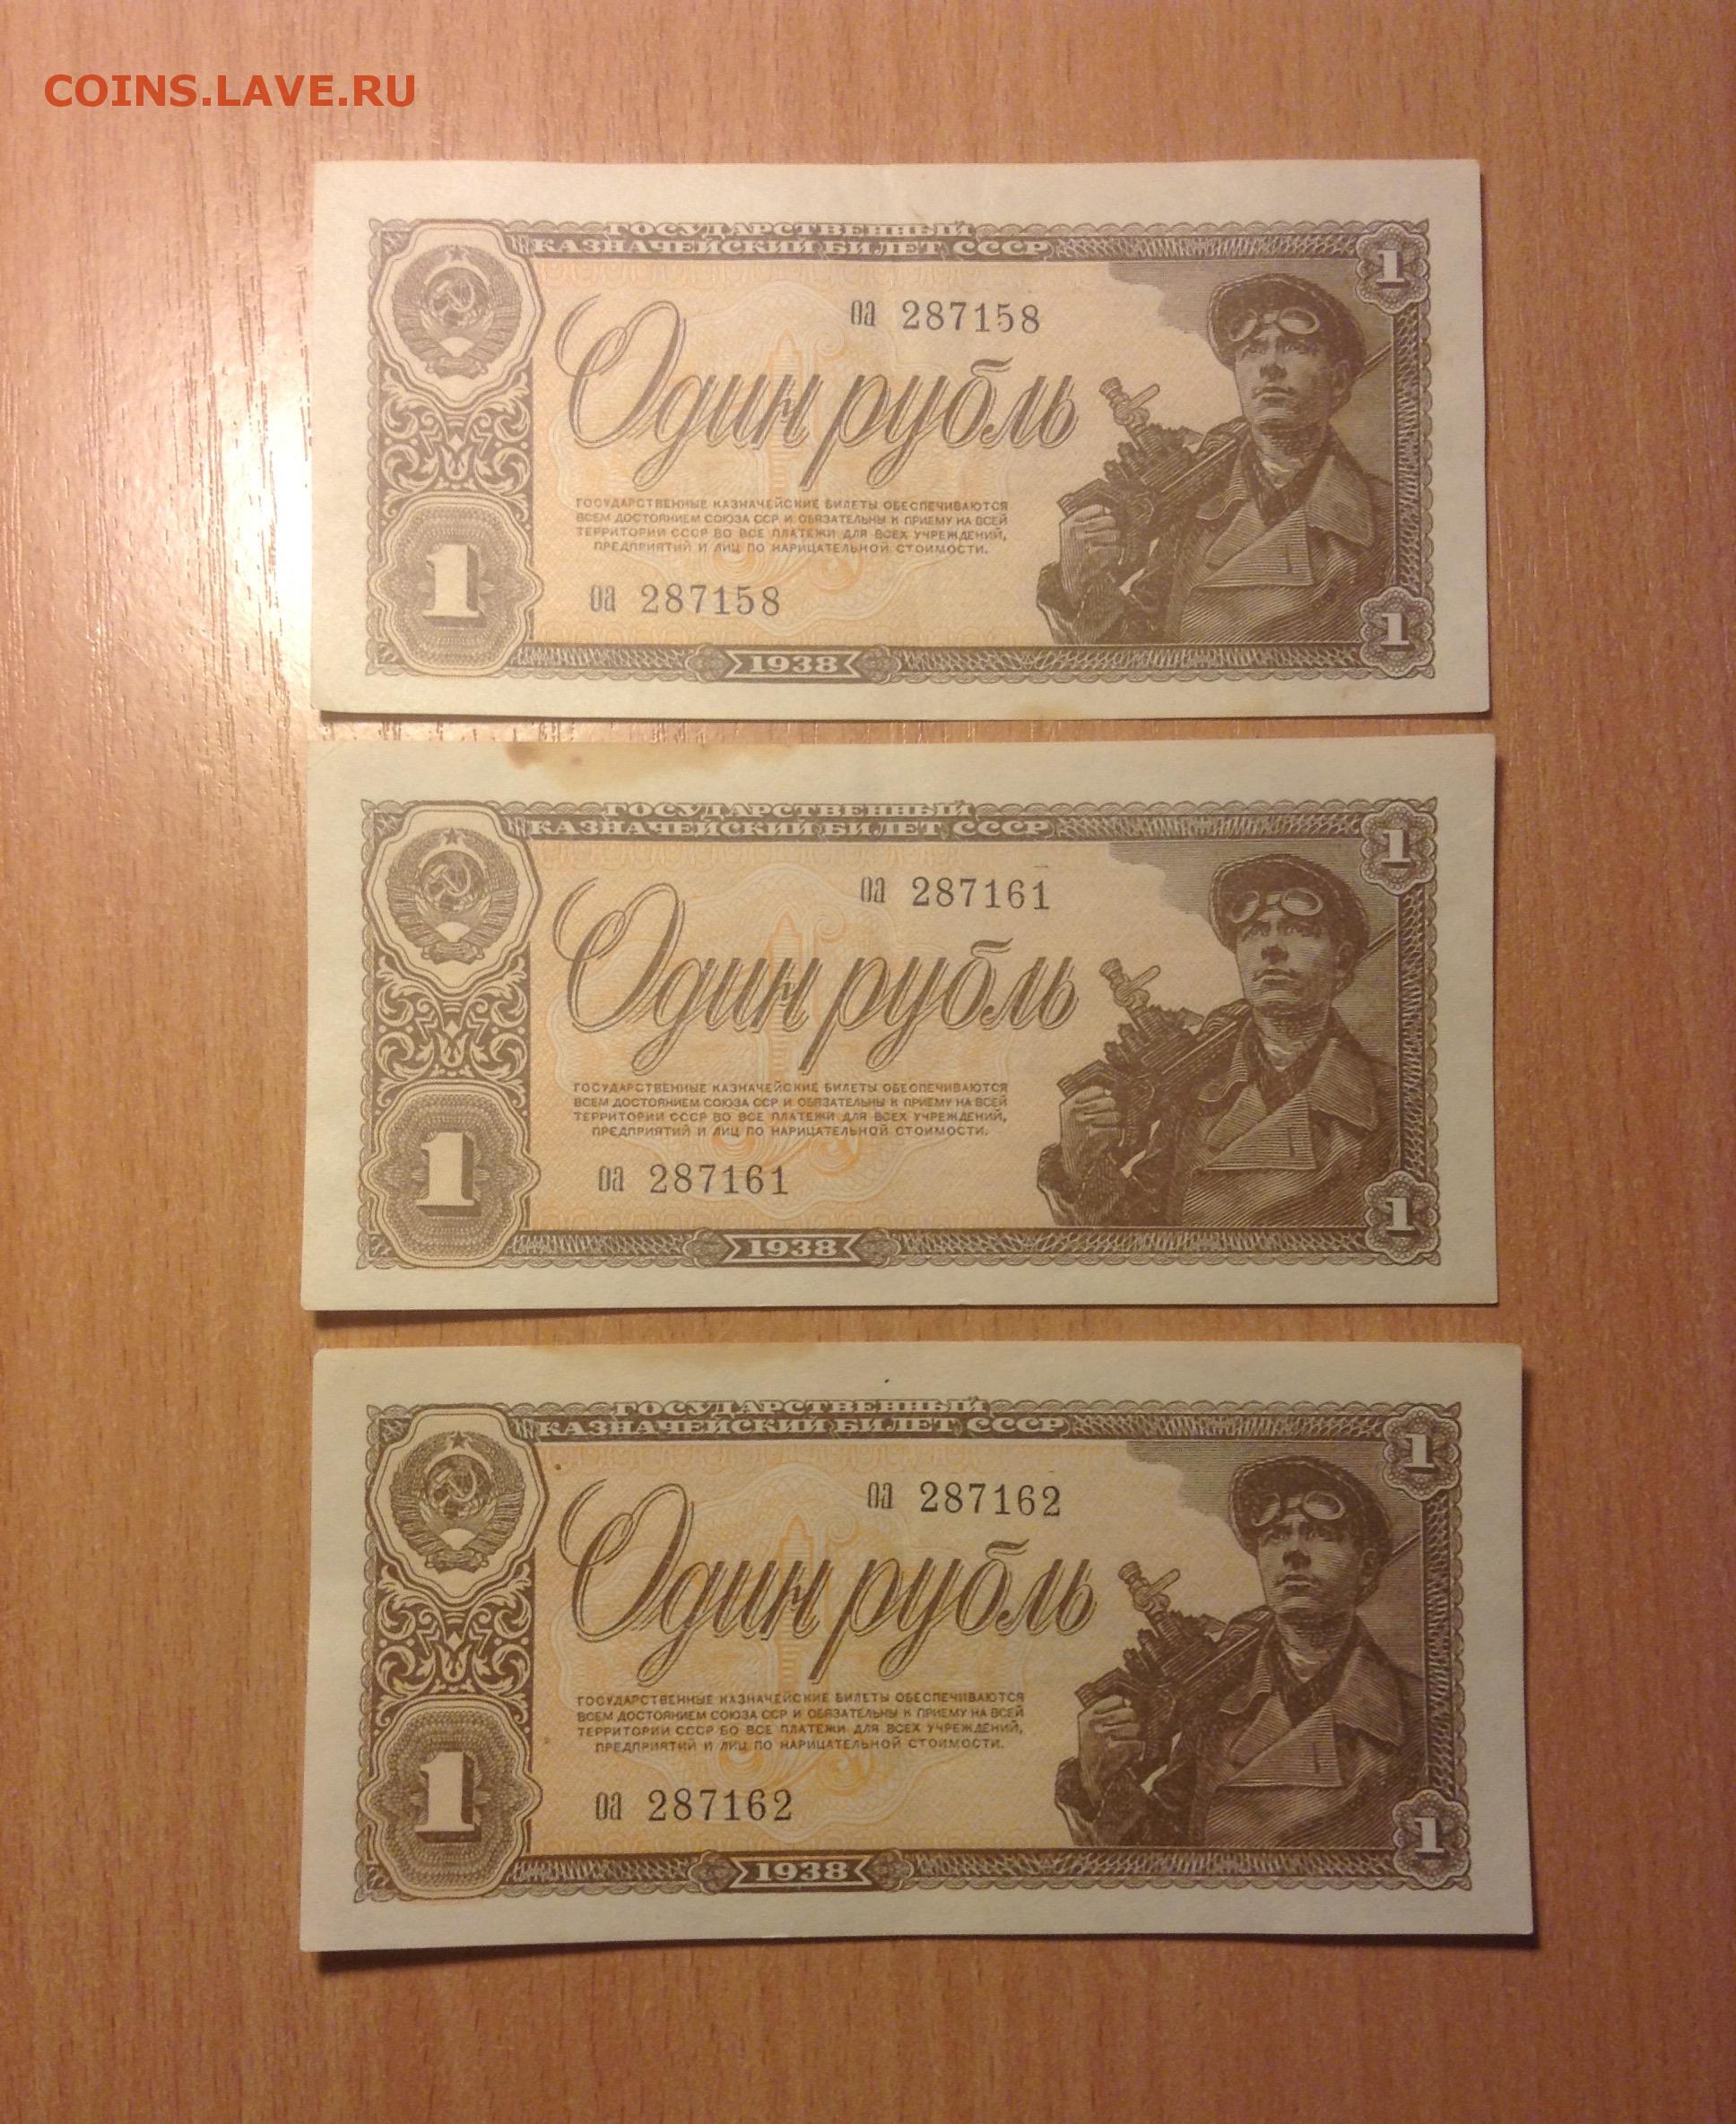 COINS.LAVE.RU
ГОСУДАРСТВЕННЫЙ
КАЗНАЧЕЙСКИЙ БИЛЕТ СССР
1
оа 287158
Один рубль
ГОСУДАРСТВЕННЫЕ КАЗНАЧЕЙСКИЕ БИЛЕТЫ ОБЕСПЕЧИВАЮТСЯ
ВСЕМ ДОСТОЯНИЕМ СОЮЗА ССР И ОБЯЗАТЕЛЬНЫ К ПРИЕМУ НА ВСЕЙ
ТЕРРИТОРИИ СССР ВО ВСЕ ПЛАТЕЖИ ДЛЯ ВСЕХ УЧРЕЖДЕНИЙ,
ПРЕДПРИЯТИЙ И ЛИЦ ПО НАРИЦАТЕЛЬНОЙ СТОИМОСТИ.
1
оа 287158
1
1938
ГОСУДАРСТВЕННЫЙ
КАЗНАЧЕЙСКИЙ БИЛЕТ СССР
1
оа 287161
Один рубль
ГОСУДАРСТВЕННЫЕ КАЗНАЧЕЙСКИЕ БИЛЕТЫ ОБЕСПЕЧИВАЮТСЯ
ВСЕМ ДОСТОЯНИЕМ СОЮЗА ССР И ОБЯЗАТЕЛЬНЫ К ПРИЕМУ НА ВСЕЙ
ТЕРРИТОРИИ СССР ВО ВСЕ ПЛАТЕЖИ ДЛЯ ВСЕХ УЧРЕЖДЕНИЙ,
ПРЕДПРИЯТИЙ И ЛИЦ ПО НАРИЦАТЕЛЬНОЙ СТОИМОСТИ.
1
оа 287161
1
1938
ГОСУДАРСТВЕННЫЙ
КАЗНАЧЕЙСКИЙ БИЛЕТ СССР
1
оа 287162
Один рубль
ГОСУДАРСТВЕННЫЕ КАЗНАЧЕЙСКИЕ БИЛЕТЫ ОБЕСПЕЧИВАЮТСЯ
ВСЕМ ДОСТОЯНИЕМ СОЮЗА ССР И ОБЯЗАТЕЛЬНЫ К ПРИЕМУ НА ВСЕЙ
ТЕРРИТОРИИ СССР ВО ВСЕ ПЛАТЕЖИ ДЛЯ ВСЕХ УЧРЕЖДЕНИЙ,
ПРЕДПРИЯТИЙ И ЛИЦ ПО НАРИЦАТЕЛЬНОЙ СТОИМОСТИ.
1
оа 287162
1
1938